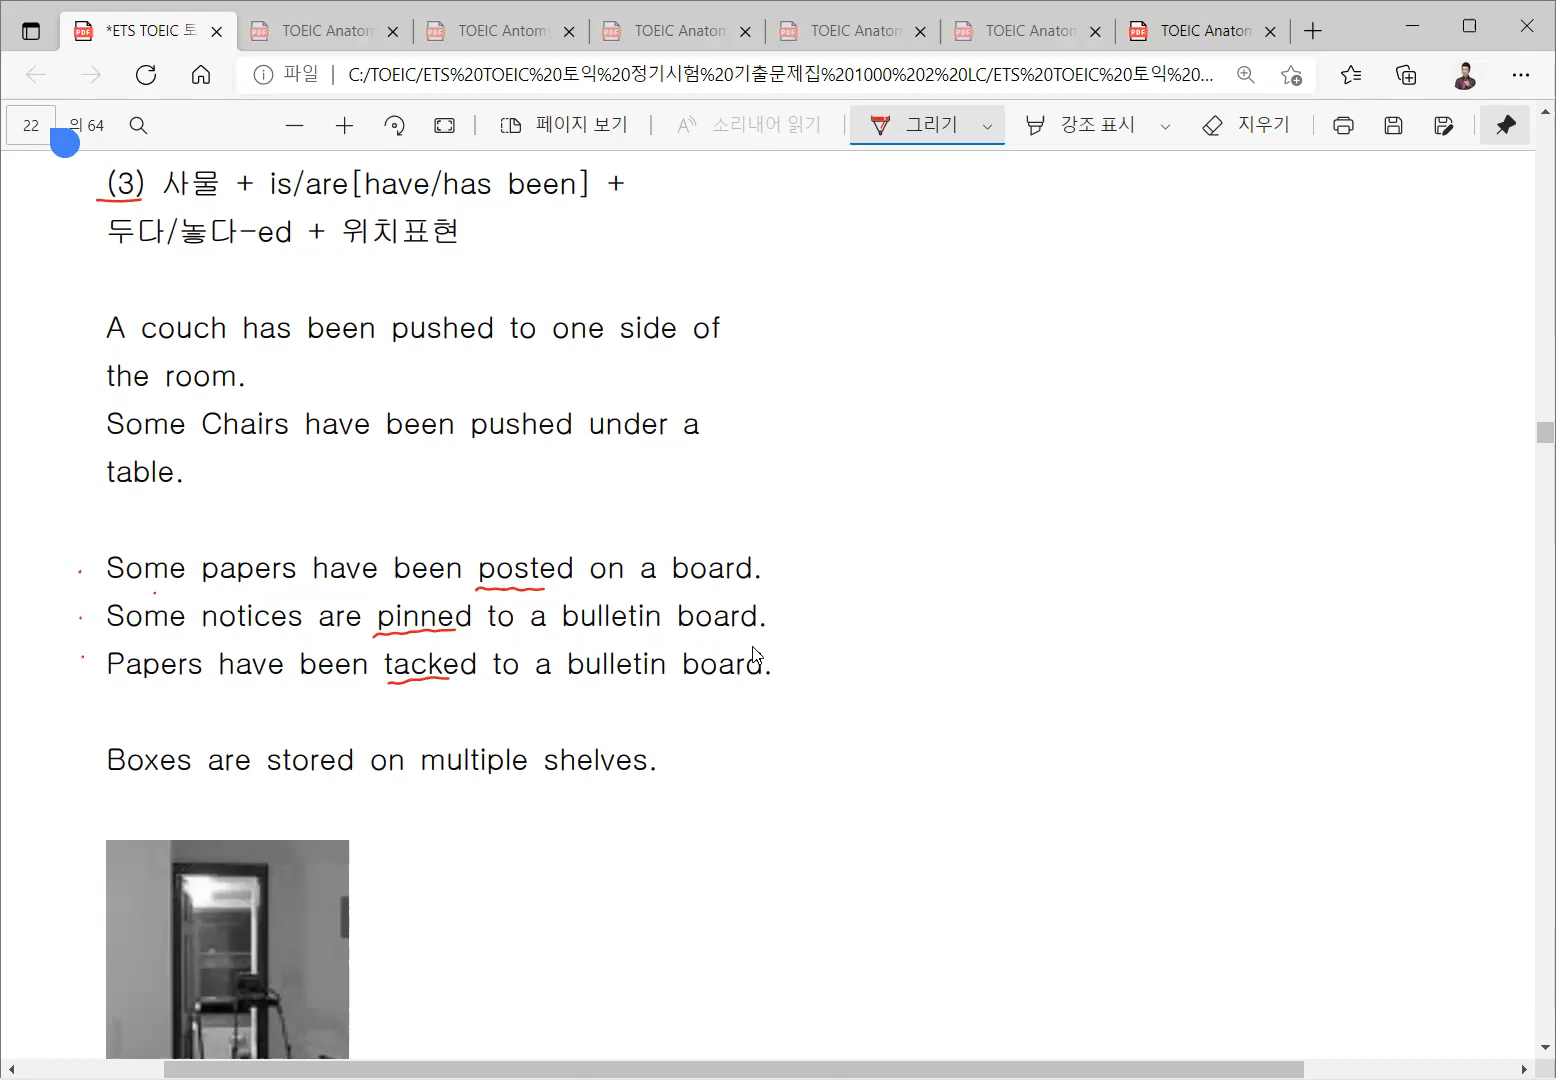 *ETS TOEIC 토
TOEIC Anatom
TOEIC Antomy
TOEIC Anatom
TOEIC Anatom
TOEIC Anatom
TOEIC Anatom
파일
C:/TOEIC/ETS%20TOEIC%20토익%20정기시험%20기출문제집%201000%202%20LC/ETS%20TOEIC%20토익%20...
22
의 64
페이지 보기
소리내어 읽기
그리기
강조 표시
지우기
(3) 사물 + is/are[have/has been] +
두다/놓다-ed + 위치표현
A couch has been pushed to one side of
the room.
Some Chairs have been pushed under a
table.
Some papers have been posted on a board.
Some notices are pinned to a bulletin board.
Papers have been tacked to a bulletin board.
Boxes are stored on multiple shelves.